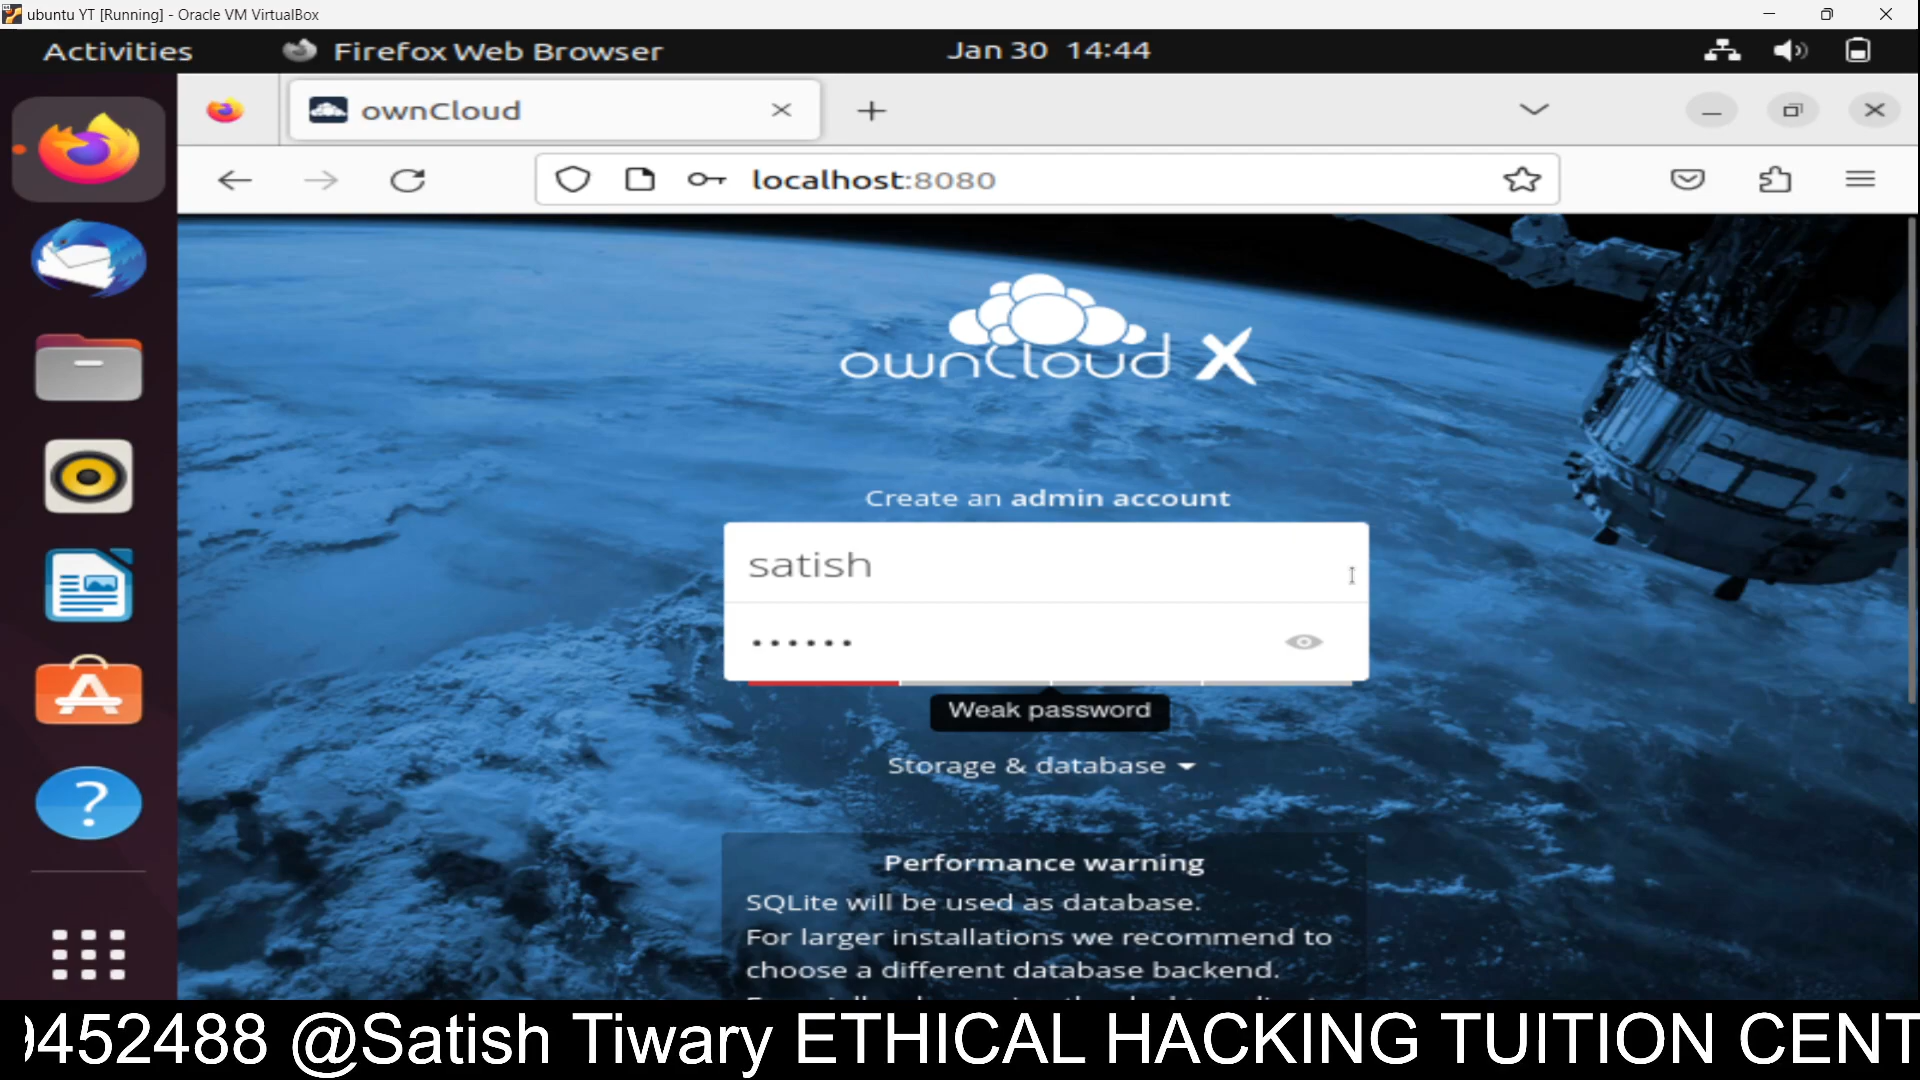 ubuntu YT [Running] - Oracle VM VirtualBox
Activities
Firefox Web Browser
Jan 30 14:44
ownCloud
localhost:8080
ownCloud X
Create an admin account
satish
Weak password
Storage & database
Performance warning
SQLite will be used as database.
For larger installations we recommend to
choose a different database backend.
452488 @Satish Tiwary ETHICAL HACKING TUITION CENT